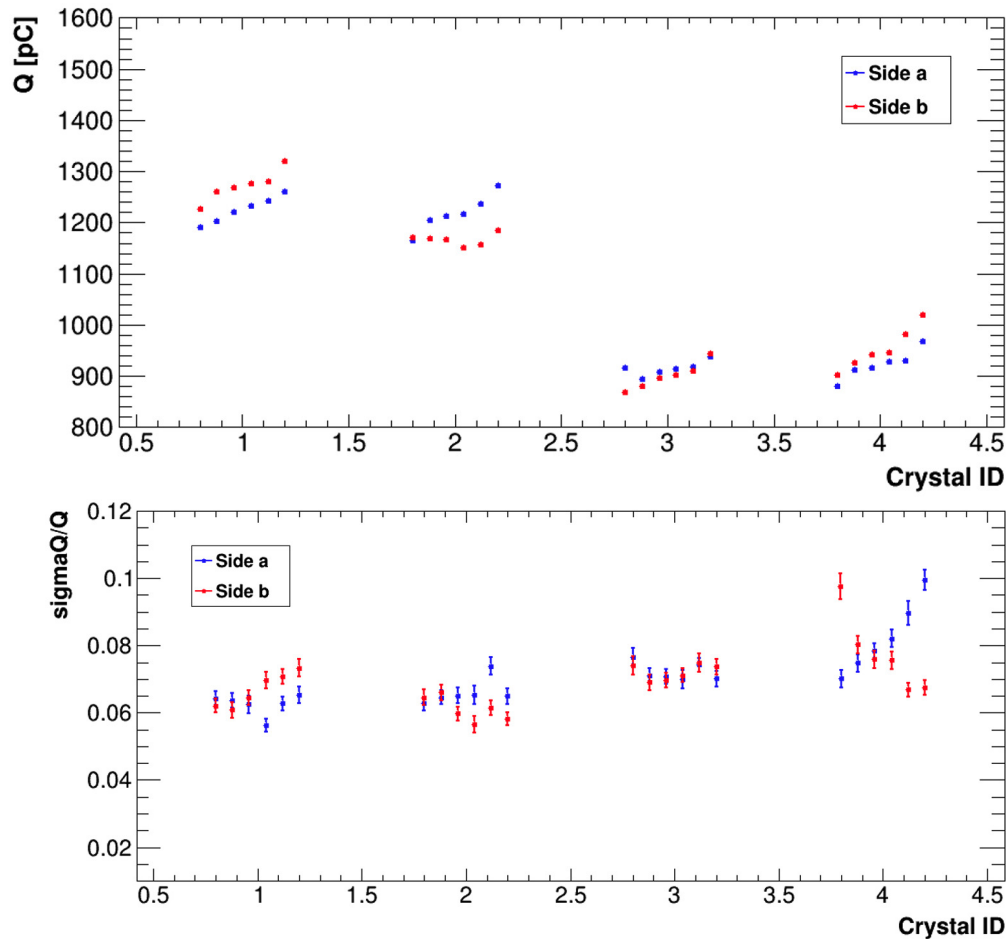 Q [pC]
1600
1500
1400
1300
1200
1100
1000
900
800
Side a
Side b
0.5 1 1.5 2 2.5 3 3.5 4 4.5
Crystal ID
sigmaQ/Q
0.12
0.1
0.08
0.06
0.04
0.02
Side a
Side b
0.5 1 1.5 2 2.5 3 3.5 4 4.5
Crystal ID